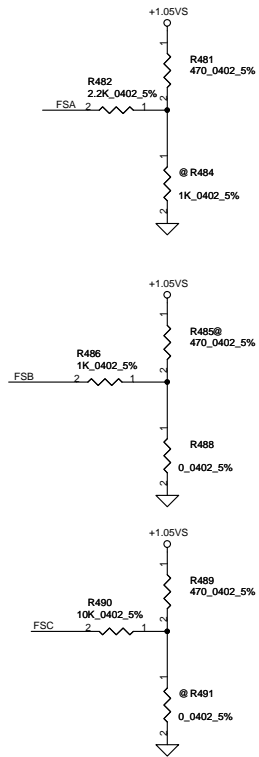 +1.05VS
1
R481
470_0402_5%
2
R482
2.2K_0402_5%
FSA
2
1
1
@ R484
1K_0402_5%
2
+1.05VS
1
R485@
470_0402_5%
2
R486
1K_0402_5%
FSB
2
1
1
R488
0_0402_5%
2
+1.05VS
1
R489
470_0402_5%
2
R490
10K_0402_5%
FSC
2
1
1
@ R491
0_0402_5%
2